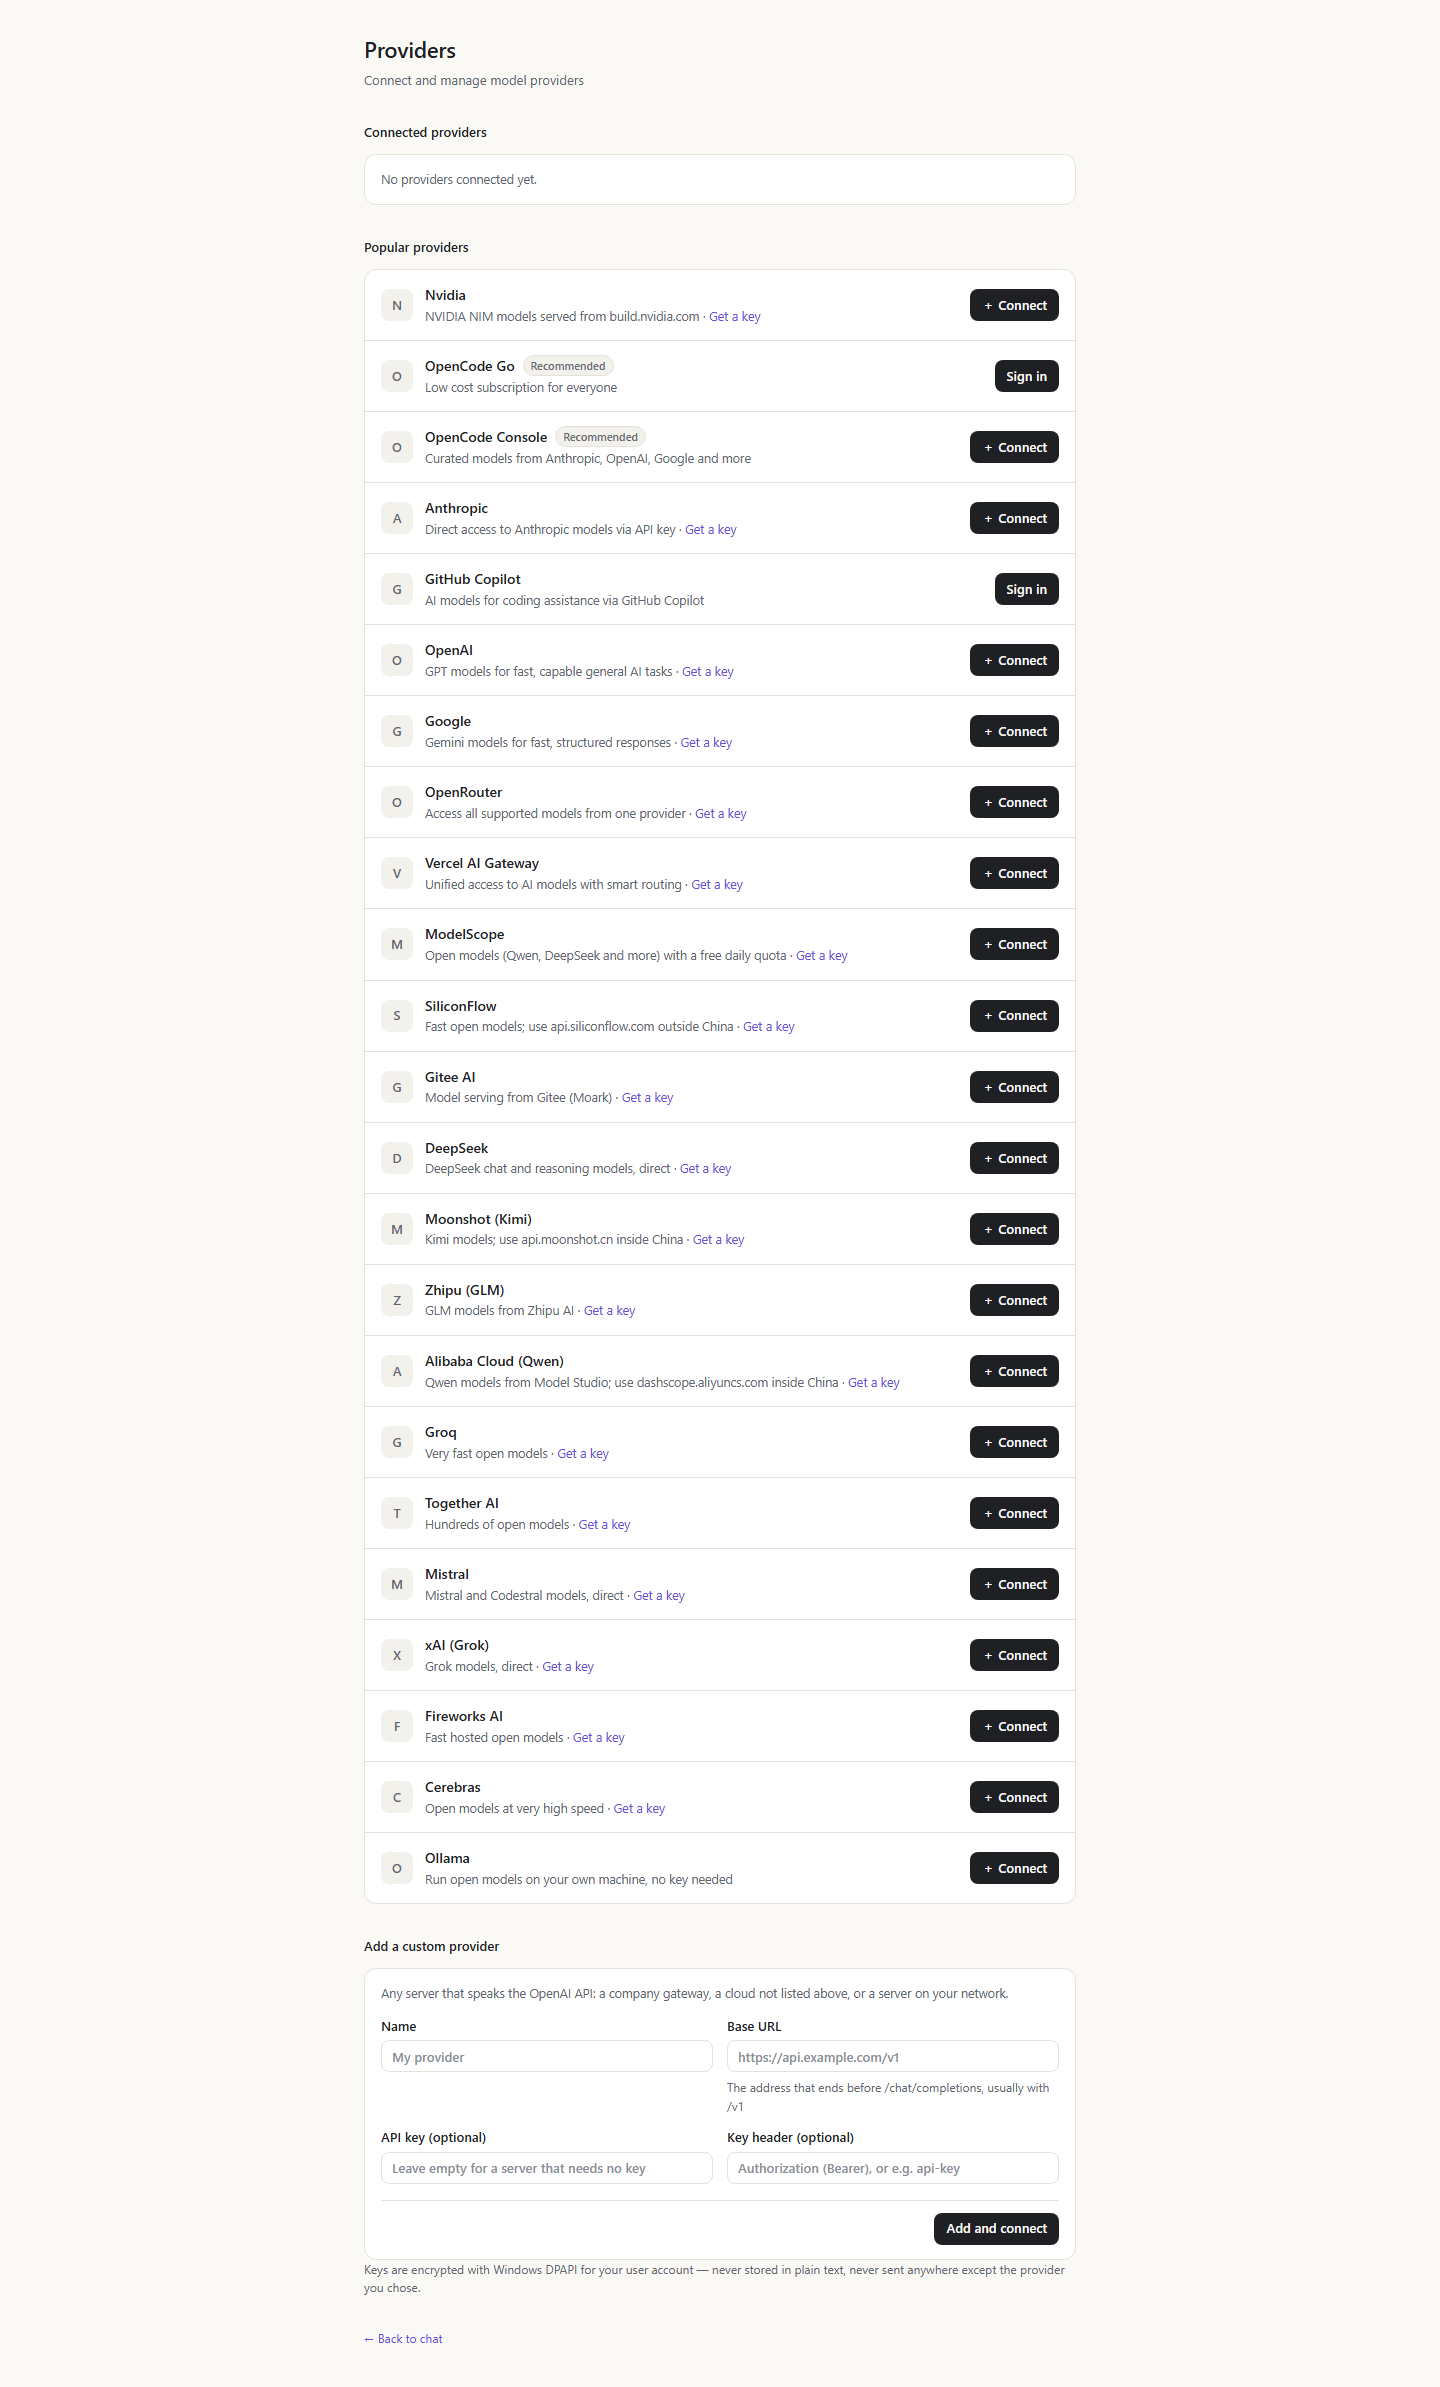 Providers
Connect and manage model providers
Connected providers
No providers connected yet.
Popular providers
N
Nvidia
NVIDIA NIM models served from build.nvidia.com · Get a key
+ Connect
O
OpenCode Go Recommended
Low cost subscription for everyone
Sign in
O
OpenCode Console Recommended
Curated models from Anthropic, OpenAI, Google and more
+ Connect
A
Anthropic
Direct access to Anthropic models via API key · Get a key
+ Connect
G
GitHub Copilot
AI models for coding assistance via GitHub Copilot
Sign in
O
OpenAI
GPT models for fast, capable general AI tasks · Get a key
+ Connect
G
Google
Gemini models for fast, structured responses · Get a key
+ Connect
O
OpenRouter
Access all supported models from one provider · Get a key
+ Connect
V
Vercel AI Gateway
Unified access to AI models with smart routing · Get a key
+ Connect
M
ModelScope
Open models (Qwen, DeepSeek and more) with a free daily quota · Get a key
+ Connect
S
SiliconFlow
Fast open models; use api.siliconflow.com outside China · Get a key
+ Connect
G
Gitee AI
Model serving from Gitee (Moark) · Get a key
+ Connect
D
DeepSeek
DeepSeek chat and reasoning models, direct · Get a key
+ Connect
M
Moonshot (Kimi)
Kimi models; use api.moonshot.cn inside China · Get a key
+ Connect
Z
Zhipu (GLM)
GLM models from Zhipu AI · Get a key
+ Connect
A
Alibaba Cloud (Qwen)
Qwen models from Model Studio; use dashscope.aliyuncs.com inside China · Get a key
+ Connect
G
Groq
Very fast open models · Get a key
+ Connect
T
Together AI
Hundreds of open models · Get a key
+ Connect
M
Mistral
Mistral and Codestral models, direct · Get a key
+ Connect
X
xAI (Grok)
Grok models, direct · Get a key
+ Connect
F
Fireworks AI
Fast hosted open models · Get a key
+ Connect
C
Cerebras
Open models at very high speed · Get a key
+ Connect
O
Ollama
Run open models on your own machine, no key needed
+ Connect
Add a custom provider
Any server that speaks the OpenAI API: a company gateway, a cloud not listed above, or a server on your network.
Name
My provider
Base URL
https://api.example.com/v1
The address that ends before /chat/completions, usually with
/v1
API key (optional)
Leave empty for a server that needs no key
Key header (optional)
Authorization (Bearer), or e.g. api-key
Add and connect
Keys are encrypted with Windows DPAPI for your user account — never stored in plain text, never sent anywhere except the provider
you chose.
← Back to chat